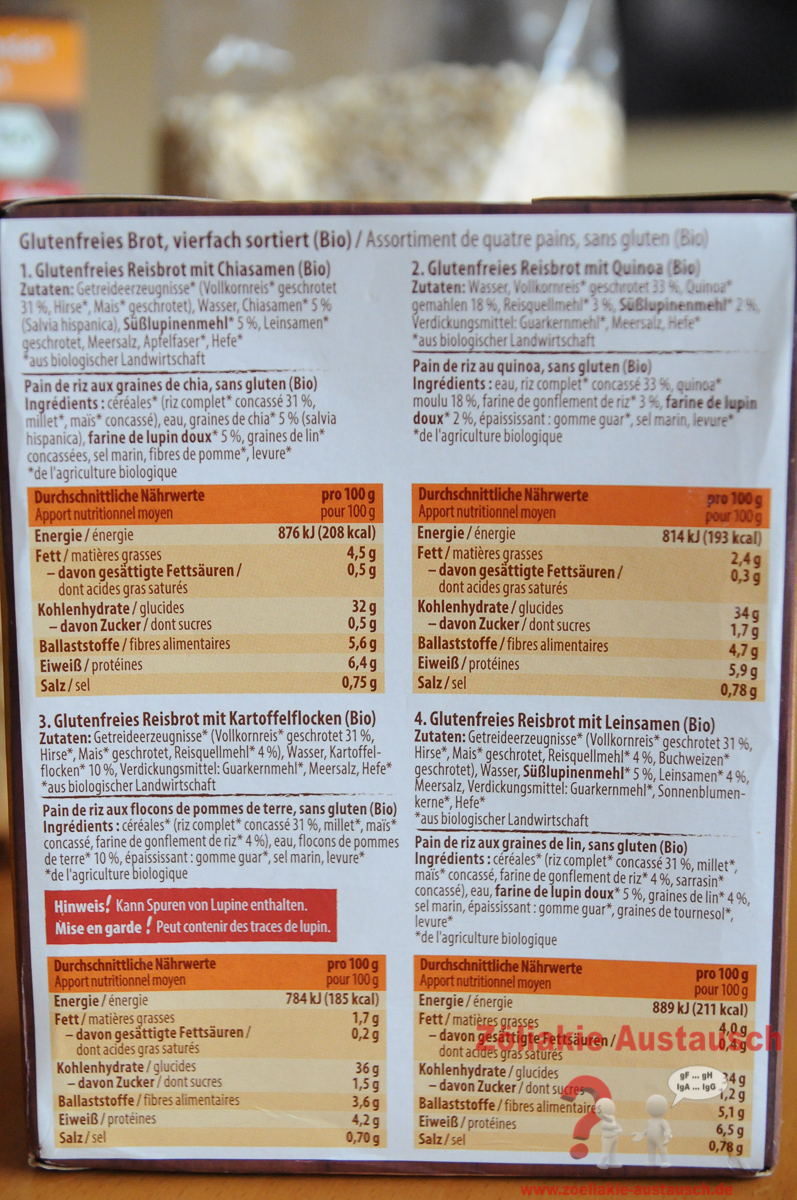 Glutenfreies Brot, vierfach sortiert (Bio) / Assortiment de quatre pains, sans gluten (Bio)
1. Glutenfreies Reisbrot mit Chiasamen (Bio)
Zutaten: Getreideerzeugnisse* (Vollkornreis* geschrotet
31 %, Hirse*, Mais* geschrotet), Wasser, Chiasamen* 5 %
(Salvia hispanica), Süßlupinenmehl* 5 %, Leinsamen*
geschrotet, Meersalz, Apfelfaser*, Hefe*
*aus biologischer Landwirtschaft
Pain de riz aux graines de chia, sans gluten (Bio)
Ingrédients : céréales* (riz complet* concassé 31 %,
millet*, maïs* concassé), eau, graines de chia* 5 % (salvia
hispanica), farine de lupin doux* 5 %, graines de lin*
concassées, sel marin, fibres de pomme*, levure*
*de l'agriculture biologique
Durchschnittliche Nährwerte pro 100 g
Apport nutritionnel moyen pour 100 g
Energie / énergie 876 kJ (208 kcal)
Fett / matières grasses 4,5 g
– davon gesättigte Fettsäuren / 0,5 g
dont acides gras saturés
Kohlenhydrate / glucides 32 g
– davon Zucker / dont sucres 0,5 g
Ballaststoffe / fibres alimentaires 5,6 g
Eiweiß / protéines 6,4 g
Salz / sel 0,75 g
2. Glutenfreies Reisbrot mit Quinoa (Bio)
Zutaten: Wasser, Vollkornreis* geschrotet 33 %, Quinoa*
gemahlen 18 %, Reisquellmehl* 3 %, Süßlupinenmehl* 2 %,
Verdickungsmittel: Guarkernmehl*, Meersalz, Hefe*
*aus biologischer Landwirtschaft
Pain de riz au quinoa, sans gluten (Bio)
Ingrédients : eau, riz complet* concassé 33 %, quinoa*
moulu 18 %, farine de gonflement de riz* 3 %, farine de lupin
doux* 2 %, épaississant : gomme guar*, sel marin, levure*
*de l'agriculture biologique
Durchschnittliche Nährwerte pro 100 g
Apport nutritionnel moyen pour 100 g
Energie / énergie 814 kJ (193 kcal)
Fett / matières grasses 2,4 g
– davon gesättigte Fettsäuren / 0,3 g
dont acides gras saturés
Kohlenhydrate / glucides 34 g
– davon Zucker / dont sucres 1,7 g
Ballaststoffe / fibres alimentaires 4,7 g
Eiweiß / protéines 5,9 g
Salz / sel 0,78 g
3. Glutenfreies Reisbrot mit Kartoffelflocken (Bio)
Zutaten: Getreideerzeugnisse* (Vollkornreis* geschrotet 31 %,
Hirse*, Mais* geschrotet, Reisquellmehl* 4 %), Wasser, Kartoffel-
flocken* 10 %, Verdickungsmittel: Guarkernmehl*, Meersalz, Hefe*
*aus biologischer Landwirtschaft
Pain de riz aux flocons de pommes de terre, sans gluten (Bio)
Ingrédients : céréales* (riz complet* concassé 31 %, millet*, maïs*
concassé, farine de gonflement de riz* 4 %), eau, flocons de pommes
de terre* 10 %, épaississant : gomme guar*, sel marin, levure*
*de l'agriculture biologique
Hinweis! Kann Spuren von Lupine enthalten.
Mise en garde ! Peut contenir des traces de lupin.
Durchschnittliche Nährwerte pro 100 g
Apport nutritionnel moyen pour 100 g
Energie / énergie 784 kJ (185 kcal)
Fett / matières grasses 1,7 g
– davon gesättigte Fettsäuren / 0,2 g
dont acides gras saturés
Kohlenhydrate / glucides 36 g
– davon Zucker / dont sucres 1,5 g
Ballaststoffe / fibres alimentaires 3,6 g
Eiweiß / protéines 4,2 g
Salz / sel 0,70 g
4. Glutenfreies Reisbrot mit Leinsamen (Bio)
Zutaten: Getreideerzeugnisse* (Vollkornreis* geschrotet 31 %,
Hirse*, Mais* geschrotet, Reisquellmehl* 4 %, Buchweizen*
geschrotet), Wasser, Süßlupinenmehl* 5 %, Leinsamen* 4 %,
Meersalz, Verdickungsmittel: Guarkernmehl*, Sonnenblumen-
kerne*, Hefe*
*aus biologischer Landwirtschaft
Pain de riz aux graines de lin, sans gluten (Bio)
Ingrédients : céréales* (riz complet* concassé 31 %, millet*,
maïs* concassé, farine de gonflement de riz* 4 %, sarrasin*
concassé), eau, farine de lupin doux* 5 %, graines de lin* 4 %,
sel marin, épaississant : gomme guar*, graines de tournesol*,
levure*
*de l'agriculture biologique
Durchschnittliche Nährwerte pro 100 g
Apport nutritionnel moyen pour 100 g
Energie / énergie 889 kJ (211 kcal)
Fett / matières grasses 4,0 g
– davon gesättigte Fettsäuren / 0,4 g
dont acides gras saturés
Kohlenhydrate / glucides 34 g
– davon Zucker / dont sucres 1,2 g
Ballaststoffe / fibres alimentaires 5,1 g
Eiweiß / protéines 6,5 g
Salz / sel 0,78 g
Zöliakie Austausch
gF ... gH
IgA ... IgG
www.zoeliakie-austausch.de